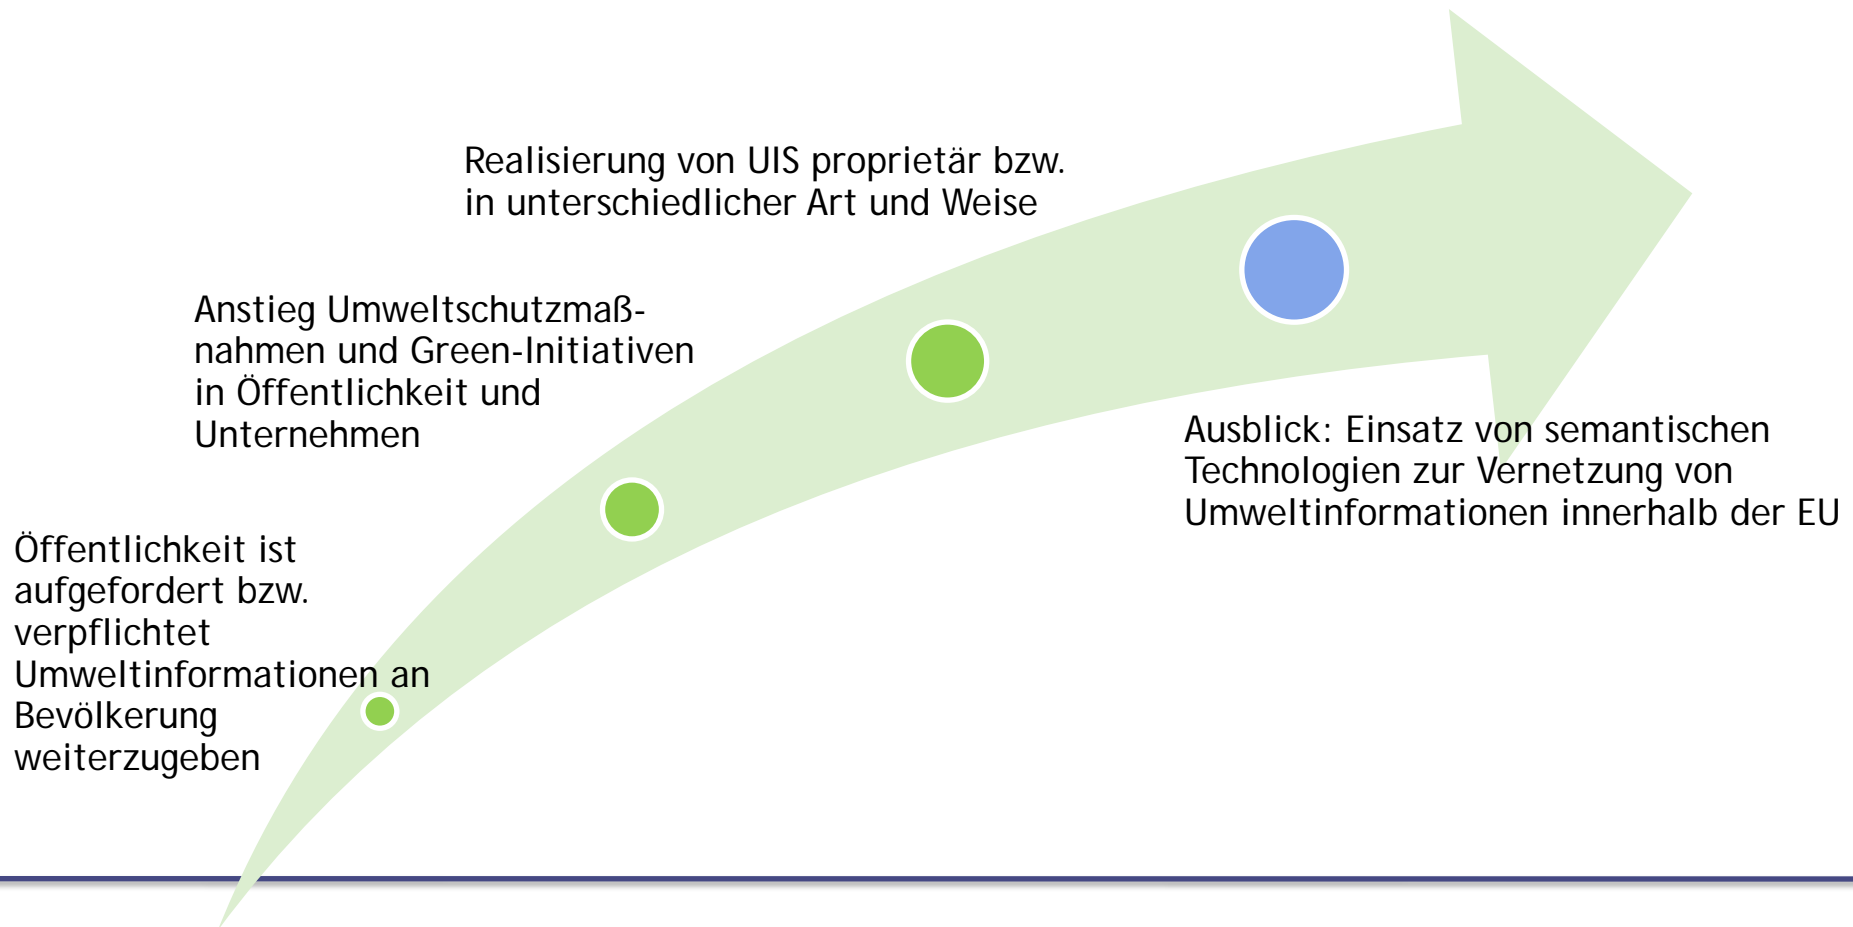 Realisierung von UIS proprietär bzw.
in unterschiedlicher Art und Weise
Anstieg Umweltschutzmaß-
nahmen und Green-Initiativen
in Öffentlichkeit und
Unternehmen
Ausblick: Einsatz von semantischen
Technologien zur Vernetzung von
Umweltinformationen innerhalb der EU
Öffentlichkeit ist
aufgefordert bzw.
verpflichtet
Umweltinformationen an
Bevölkerung
weiterzugeben